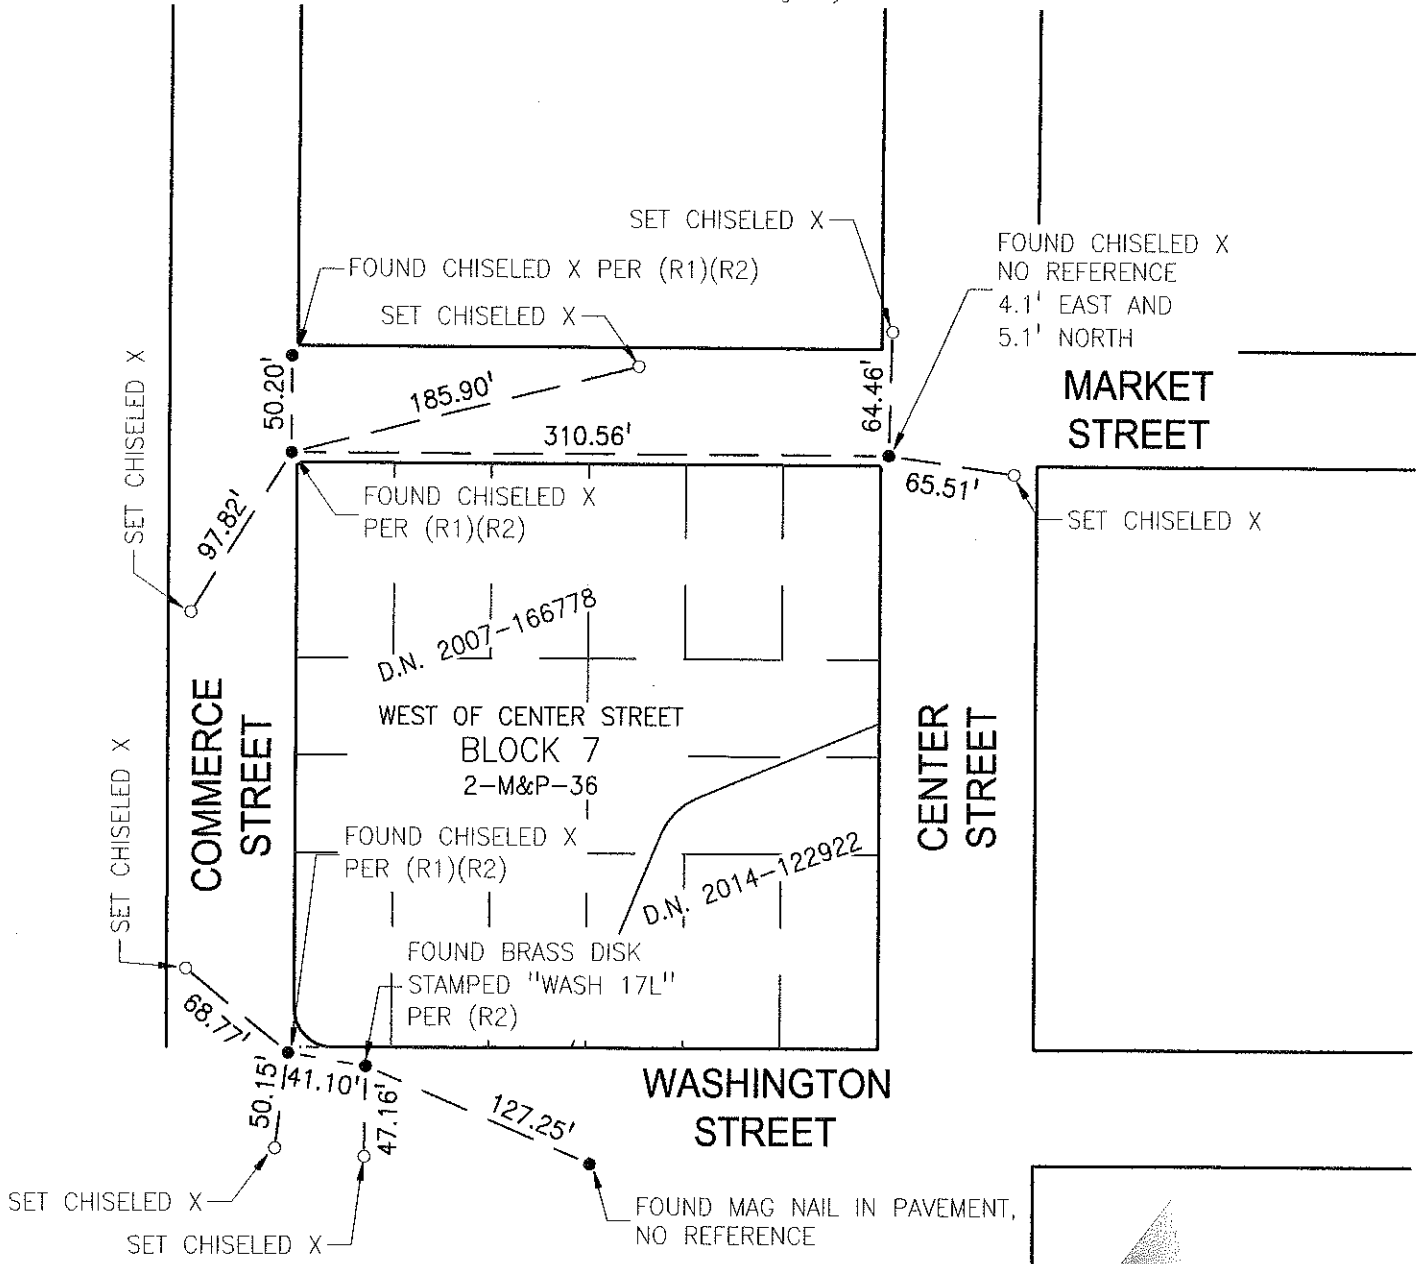 SET CHISELED X
FOUND CHISELED X PER (R1)(R2)
SET CHISELED X
FOUND CHISELED X
NO REFERENCE
4.1' EAST AND
5.1' NORTH
SET CHISELED X
50.20'
185.90'
310.56'
64.46'
MARKET
STREET
65.51'
SET CHISELED X
97.82'
FOUND CHISELED X
PER (R1)(R2)
D.N. 2007-166778
WEST OF CENTER STREET
BLOCK 7
2-M&P-36
COMMERCE
STREET
CENTER
STREET
SET CHISELED X
FOUND CHISELED X
PER (R1)(R2)
D.N. 2014-122922
FOUND BRASS DISK
STAMPED "WASH 17L"
PER (R2)
68.77'
50.15'
41.10'
47.16'
127.25'
WASHINGTON
STREET
SET CHISELED X
SET CHISELED X
FOUND MAG NAIL IN PAVEMENT,
NO REFERENCE